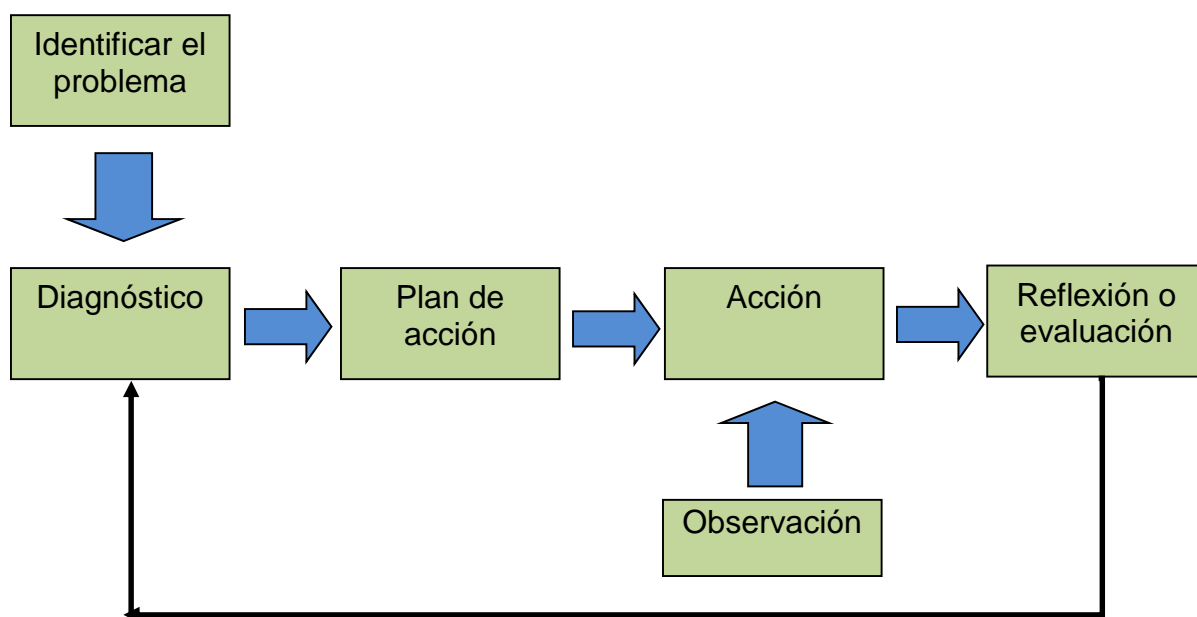 Identificar el
problema
Diagnóstico
Plan de
acción
Acción
Reflexión o
evaluación
Observación